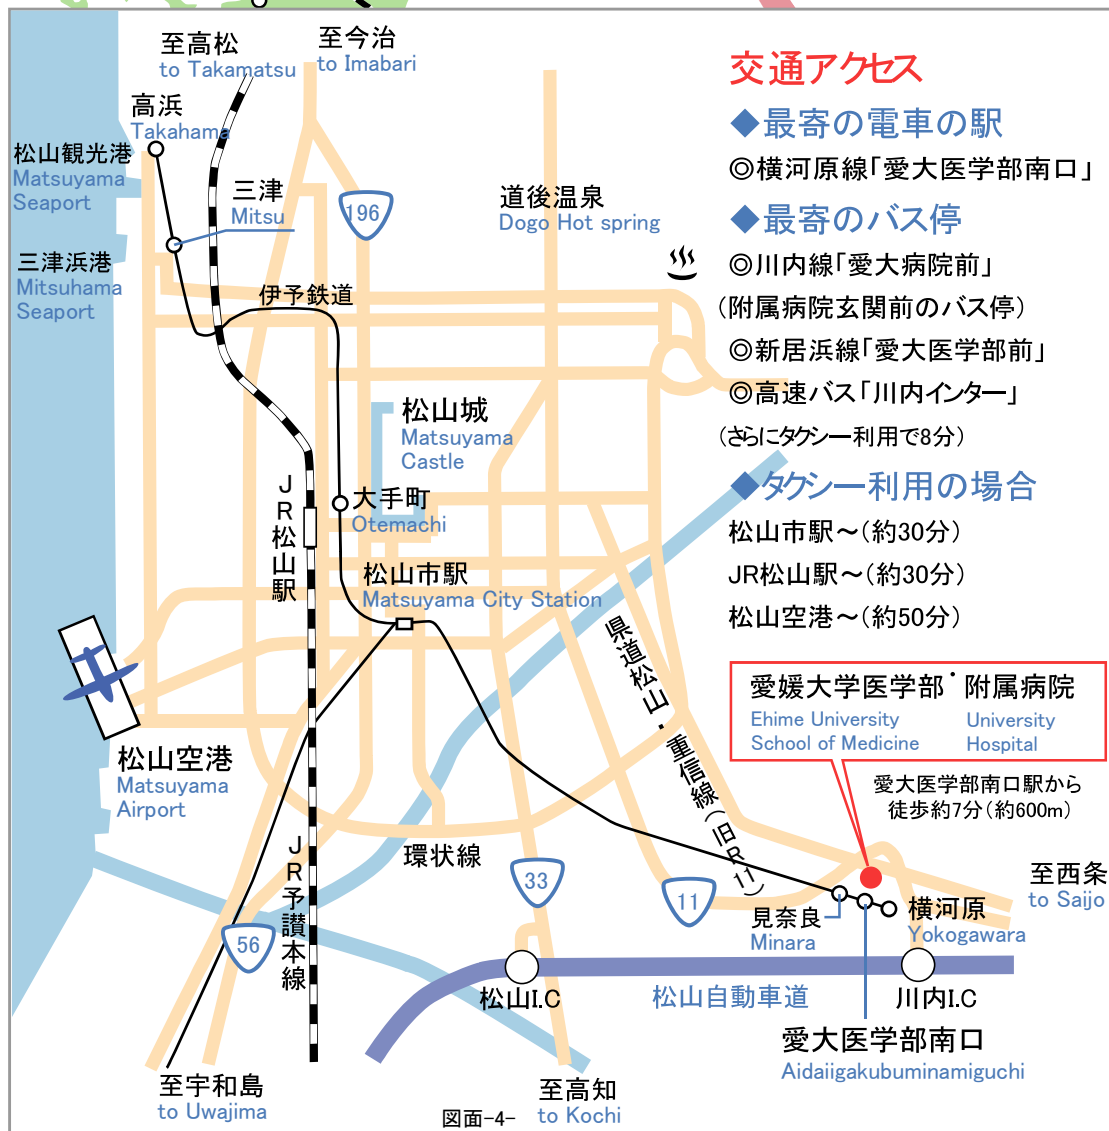 至高松
to Takamatsu
至今治
to Imabari
高浜
Takahama
松山観光港
Matsuyama
Seaport
三津
Mitsu
196
道後温泉
Dogo Hot spring
三津浜港
Mitsuhama
Seaport
伊予鉄道
松山城
Matsuyama
Castle
JR松山駅
大手町
Otemachi
松山市駅
Matsuyama City Station
松山空港
Matsuyama
Airport
県道松山・重信線(旧R11)
環状線
JR予讃本線
33
11
56
見奈良
Minara
横河原
Yokogawara
至西条
to Saijo
松山I.C
松山自動車道
川内I.C
愛大医学部南口
Aidaiigakubuminamiguchi
至宇和島
to Uwajima
図面-4-
至高知
to Kochi
交通アクセス
◆最寄の電車の駅
◎横河原線「愛大医学部南口」
◆最寄のバス停
◎川内線「愛大病院前」
(附属病院玄関前のバス停)
◎新居浜線「愛大医学部前」
◎高速バス「川内インター」
(さらにタクシー利用で8分)
◆タクシー利用の場合
松山市駅～(約30分)
JR松山駅～(約30分)
松山空港～(約50分)
愛媛大学医学部・附属病院
Ehime University
School of Medicine
University
Hospital
愛大医学部南口駅から
徒歩約7分(約600m)